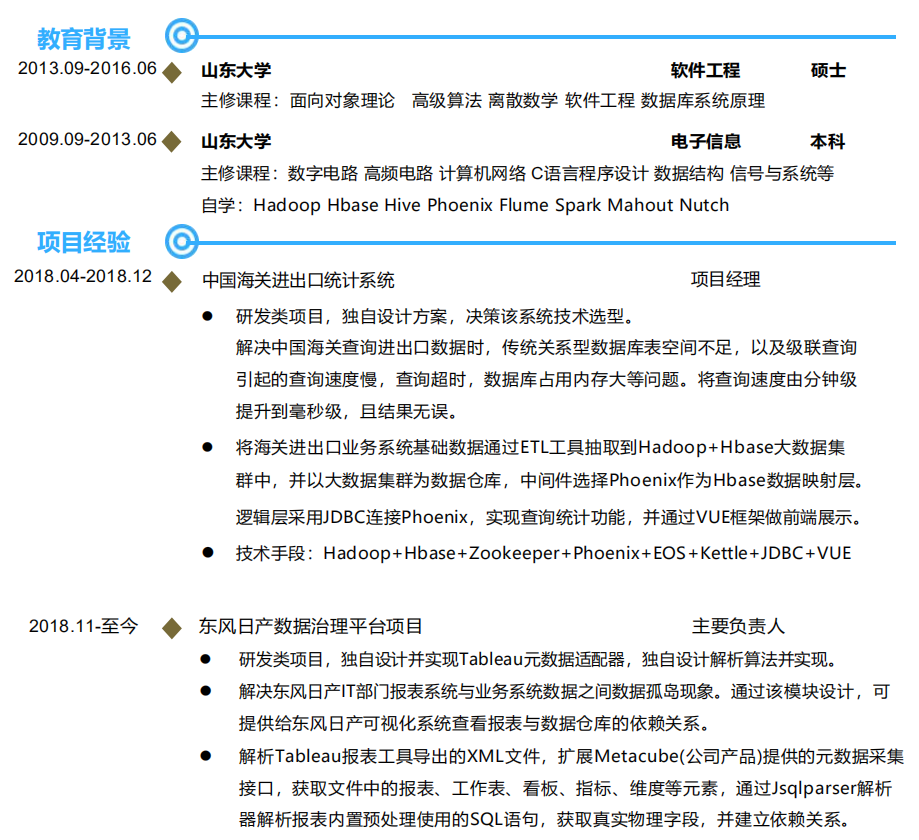 教育背景
2013.09-2016.06 山东大学 软件工程 硕士
主修课程：面向对象理论 高级算法 离散数学 软件工程 数据库系统原理
2009.09-2013.06 山东大学 电子信息 本科
主修课程：数字电路 高频电路 计算机网络 C语言程序设计 数据结构 信号与系统等
自学：Hadoop Hbase Hive Phoenix Flume Spark Mahout Nutch
项目经验
2018.04-2018.12 中国海关进出口统计系统 项目经理
● 研发类项目，独自设计方案，决策该系统技术选型。
解决中国海关查询进出口数据时，传统关系型数据库表空间不足，以及级联查询
引起的查询速度慢，查询超时，数据库占用内存大等问题。将查询速度由分钟级
提升到毫秒级，且结果无误。
● 将海关进出口业务系统基础数据通过ETL工具抽取到Hadoop+Hbase大数据集
群中，并以大数据集群为数据仓库，中间件选择Phoenix作为Hbase数据映射层。
逻辑层采用JDBC连接Phoenix，实现查询统计功能，并通过VUE框架做前端展示。
● 技术手段：Hadoop+Hbase+Zookeeper+Phoenix+EOS+Kettle+JDBC+VUE
2018.11-至今 东风日产数据治理平台项目 主要负责人
● 研发类项目，独自设计并实现Tableau元数据适配器，独自设计解析算法并实现。
● 解决东风日产IT部门报表系统与业务系统数据之间数据孤岛现象。通过该模块设计，可
提供给东风日产可视化系统查看报表与数据仓库的依赖关系。
● 解析Tableau报表工具导出的XML文件，扩展Metacube(公司产品)提供的元数据采集
接口，获取文件中的报表、工作表、看板、指标、维度等元素，通过Jsqlparser解析
器解析报表内置预处理使用的SQL语句，获取真实物理字段，并建立依赖关系。